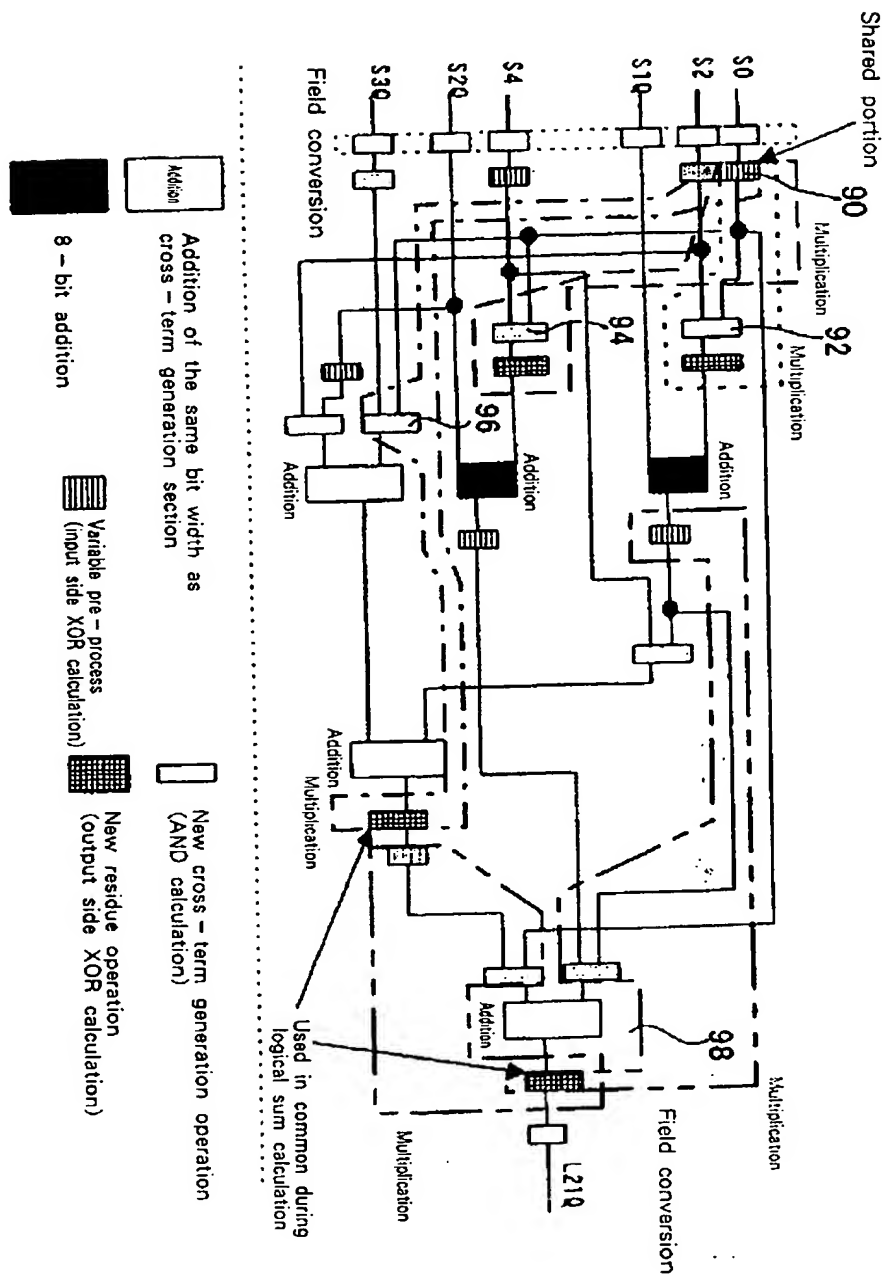 Shared
portion
90
Multiplication
92
Multiplication
S0
S2
S1Q
Addition
S4
94
S2Q
Addition
S3Q
96
Addition
Field conversion
Addition
Multiplication
98
Addition
Multiplication
Field conversion
L21Q
Multiplication
Used in common during
logical sum calculation
Addition
Addition of the same bit width as
cross-term generation section
New cross-term generation operation
(AND calculation)
8-bit addition
Variable pre-process
(input side XOR calculation)
New residue operation
(output side XOR calculation)